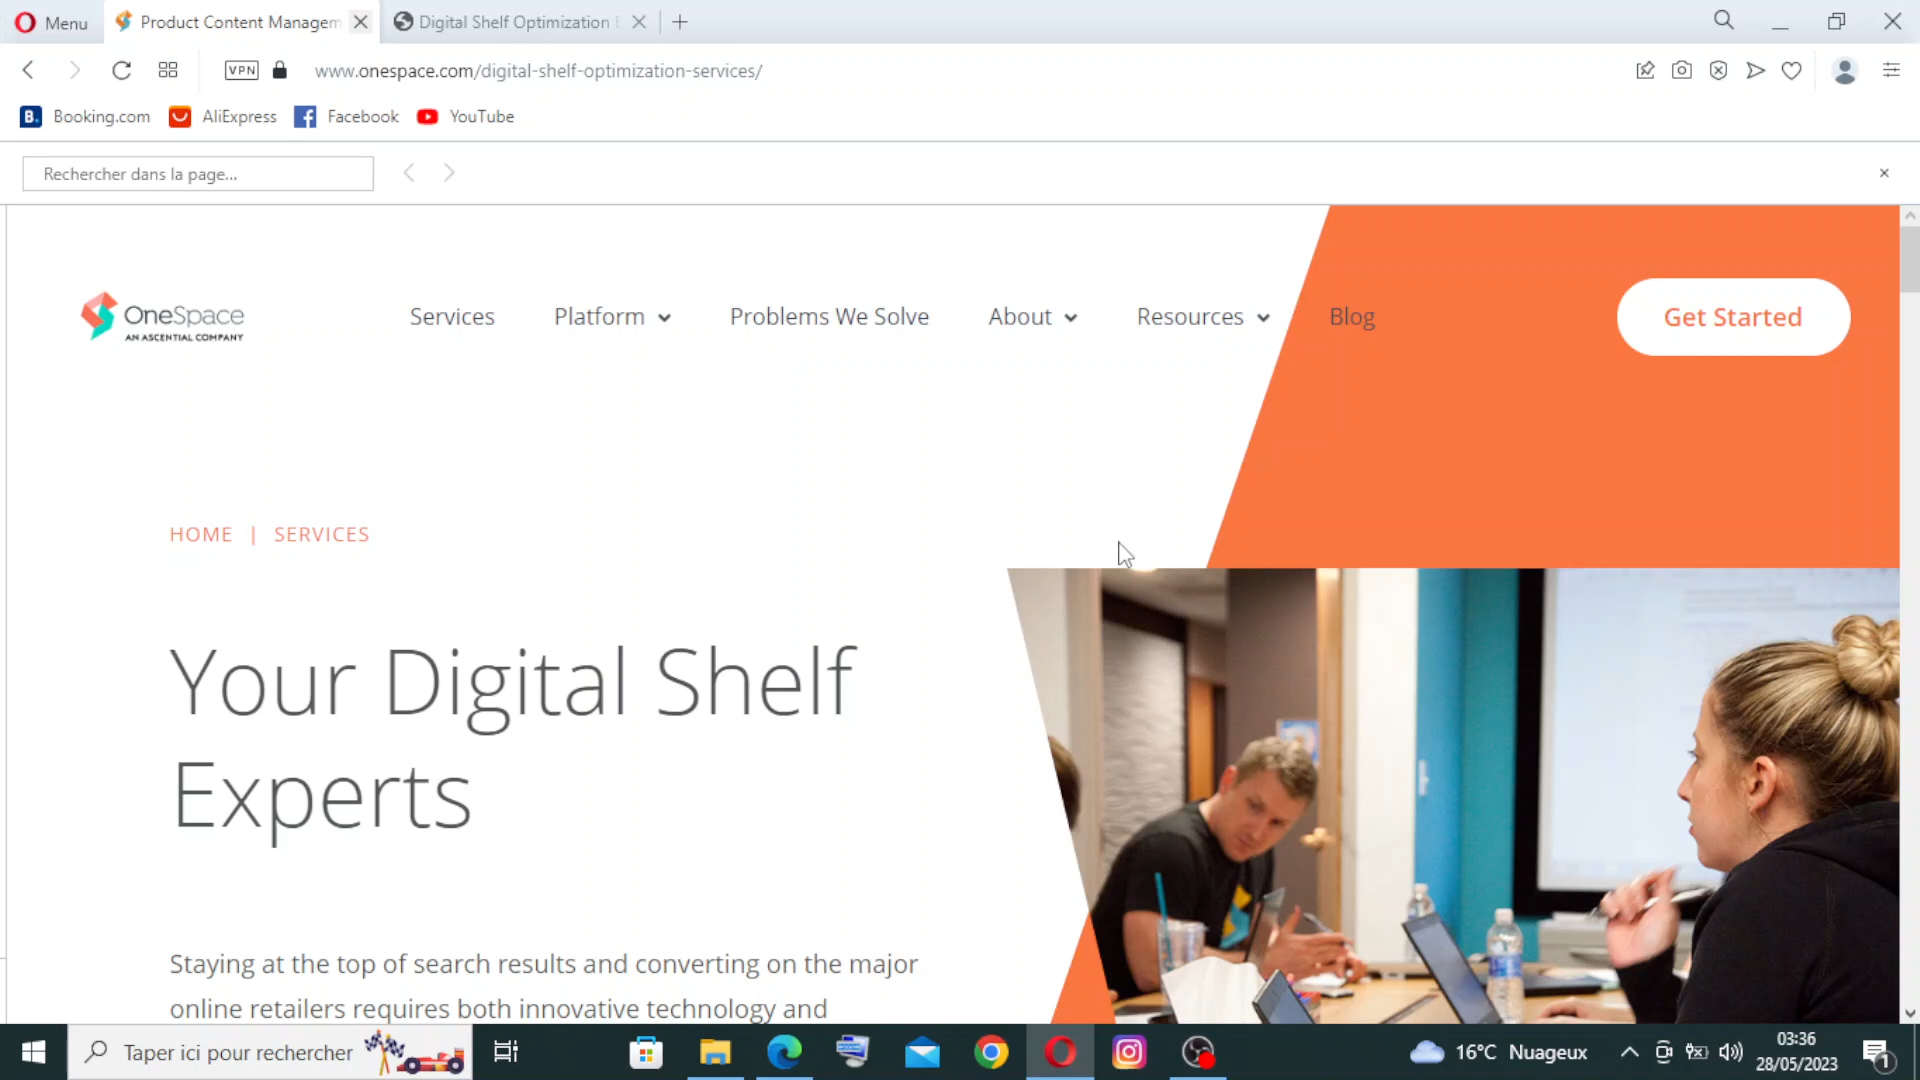 Menu
Product Content Managem
Digital Shelf Optimization E
VPN
www.onespace.com/digital-shelf-optimization-services/
B. Booking.com
AliExpress
Facebook
YouTube
Rechercher dans la page...
OneSpace
AN ASCENTIAL COMPANY
Services
Platform
Problems We Solve
About
Resources
Blog
Get Started
HOME | SERVICES
Your Digital Shelf
Experts
Staying at the top of search results and converting on the major
online retailers requires both innovative technology and
Taper ici pour rechercher
16°C Nuageux
03:36
28/05/2023
1